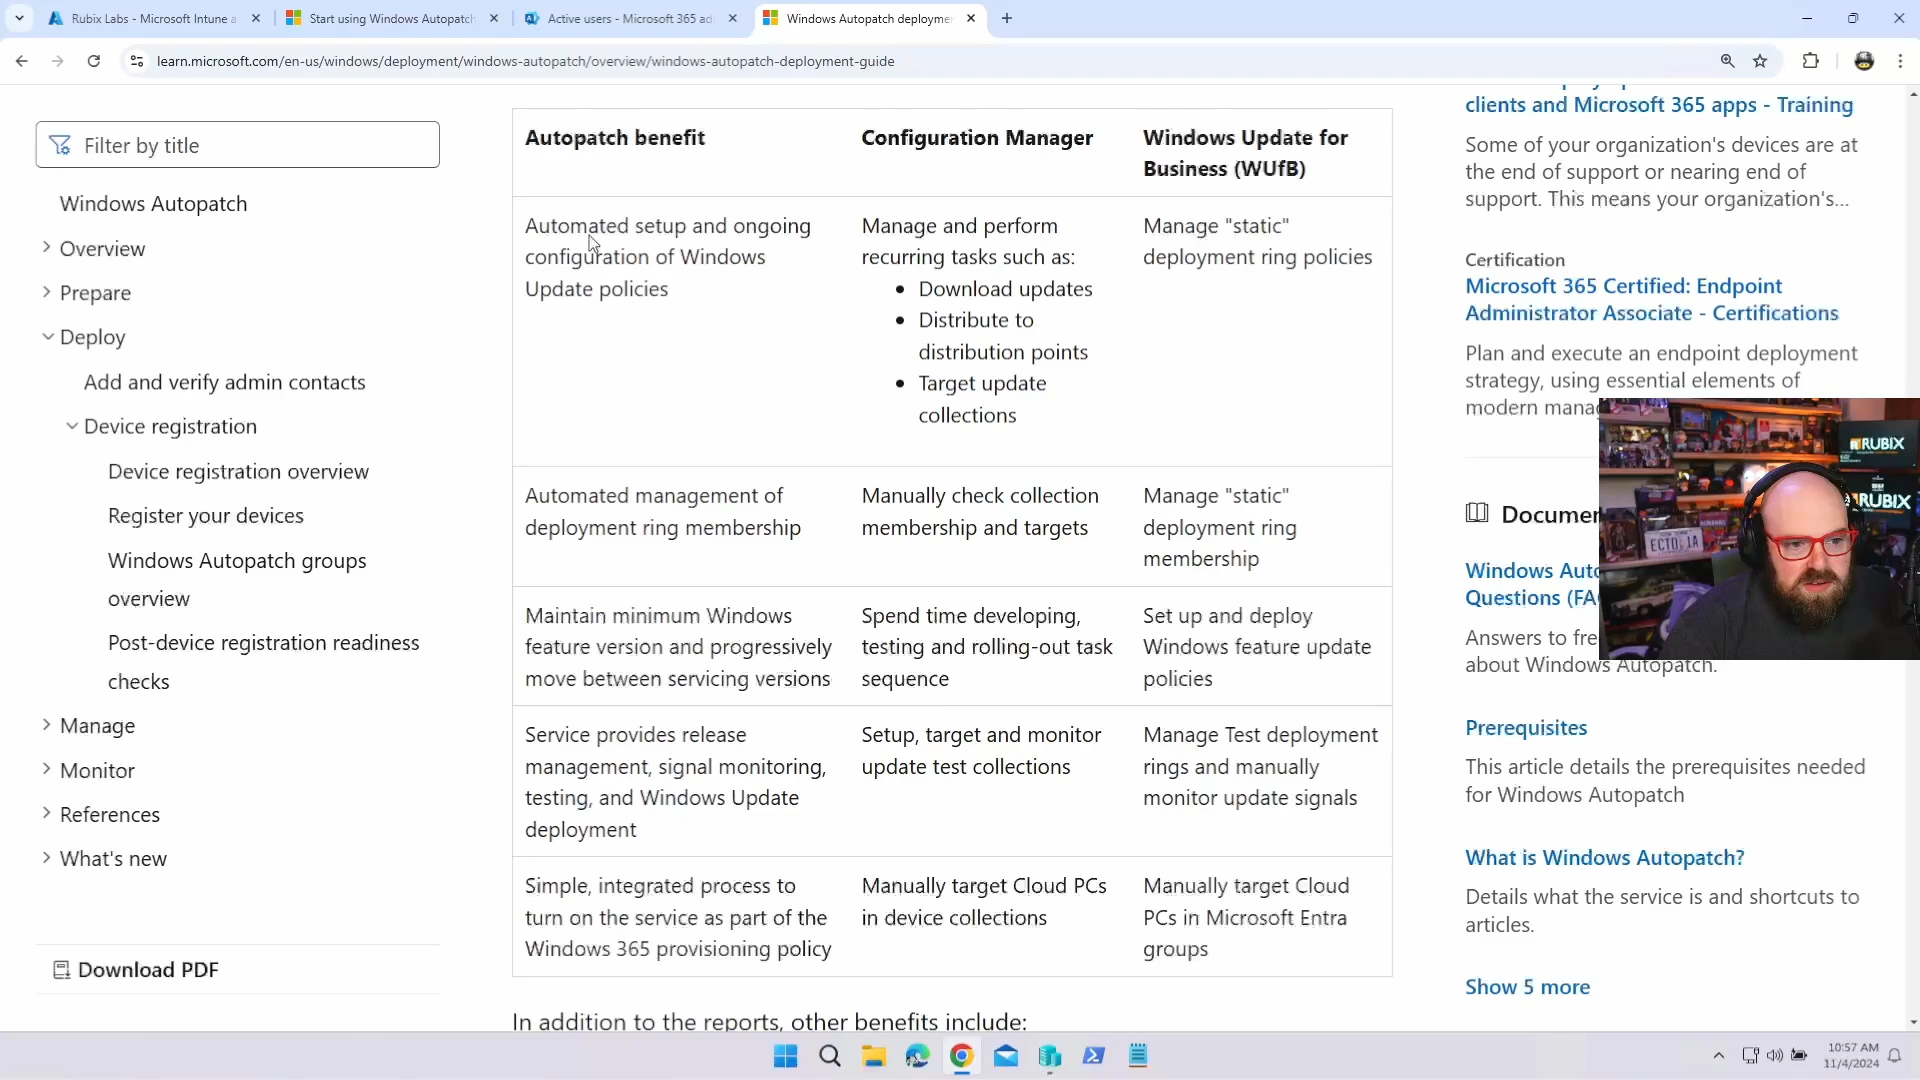 Rubix Labs - Microsoft Intune a
Start using Windows Autopatch
Active users - Microsoft 365 ad
Windows Autopatch deployme
learn.microsoft.com/en-us/windows/deployment/windows-autopatch/overview/windows-autopatch-deployment-guide
Filter by title
Windows Autopatch
Overview
Prepare
Deploy
Add and verify admin contacts
Device registration
Device registration overview
Register your devices
Windows Autopatch groups
overview
Post-device registration readiness
checks
Manage
Monitor
References
What's new
Download PDF
Autopatch benefit
Configuration Manager
Windows Update for
Business (WUfB)
Automated setup and ongoing
configuration of Windows
Update policies
Manage and perform
recurring tasks such as:
• Download updates
• Distribute to
distribution points
• Target update
collections
Manage "static"
deployment ring policies
Automated management of
deployment ring membership
Manually check collection
membership and targets
Manage "static"
deployment ring
membership
Maintain minimum Windows
feature version and progressively
move between servicing versions
Spend time developing,
testing and rolling-out task
sequence
Set up and deploy
Windows feature update
policies
Service provides release
management, signal monitoring,
testing, and Windows Update
deployment
Setup, target and monitor
update test collections
Manage Test deployment
rings and manually
monitor update signals
Simple, integrated process to
turn on the service as part of the
Windows 365 provisioning policy
Manually target Cloud PCs
in device collections
Manually target Cloud
PCs in Microsoft Entra
groups
In addition to the reports, other benefits include:
clients and Microsoft 365 apps - Training
Some of your organization's devices are at
the end of support or nearing end of
support. This means your organization's...
Certification
Microsoft 365 Certified: Endpoint
Administrator Associate - Certifications
Plan and execute an endpoint deployment
strategy, using essential elements of
modern mana
Documen
Windows Auto
Questions (FA
Answers to fre
about Windows Autopatch.
Prerequisites
This article details the prerequisites needed
for Windows Autopatch
What is Windows Autopatch?
Details what the service is and shortcuts to
articles.
Show 5 more
RUBIX
RUBIX
ECTO-1A
10:57 AM
11/4/2024